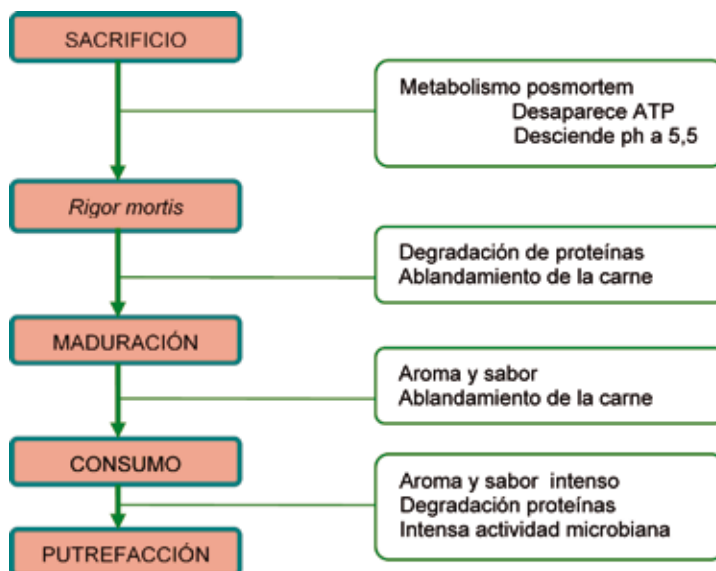 SACRIFICIO
Metabolismo posmortem
Desaparece ATP
Desciende ph a 5,5
Rigor mortis
Degradación de proteínas
Ablandamiento de la carne
MADURACIÓN
Aroma y sabor
Ablandamiento de la carne
CONSUMO
Aroma y sabor intenso
Degradación proteínas
Intensa actividad microbiana
PUTREFACCIÓN